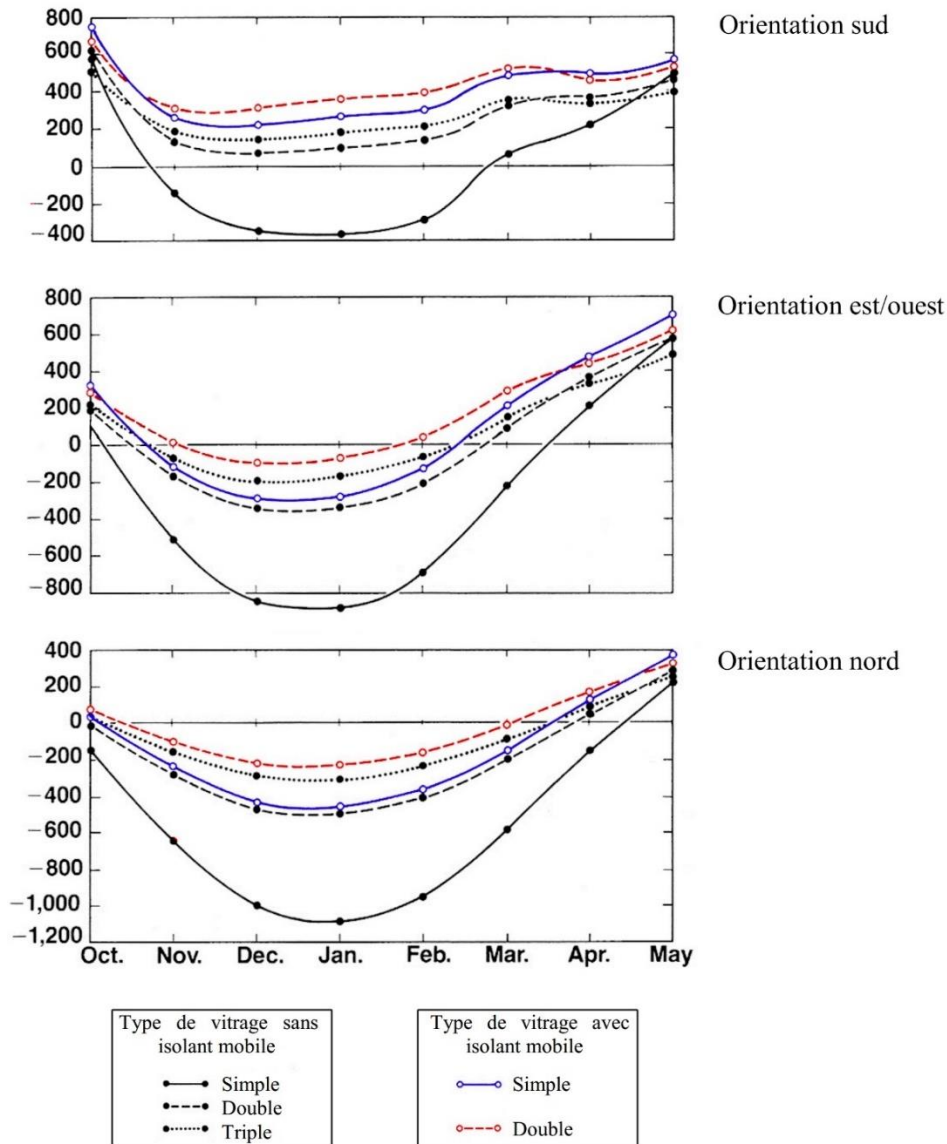 Orientation sud
800
600
400
200
0
−200
−400
Orientation est/ouest
800
600
400
200
0
−200
−400
−600
−800
Orientation nord
400
200
0
−200
−400
−600
−800
−1,000
−1,200
Oct. Nov. Dec. Jan. Feb. Mar. Apr. May
Type de vitrage sans
isolant mobile
Simple
Double
Triple
Type de vitrage avec
isolant mobile
Simple
Double